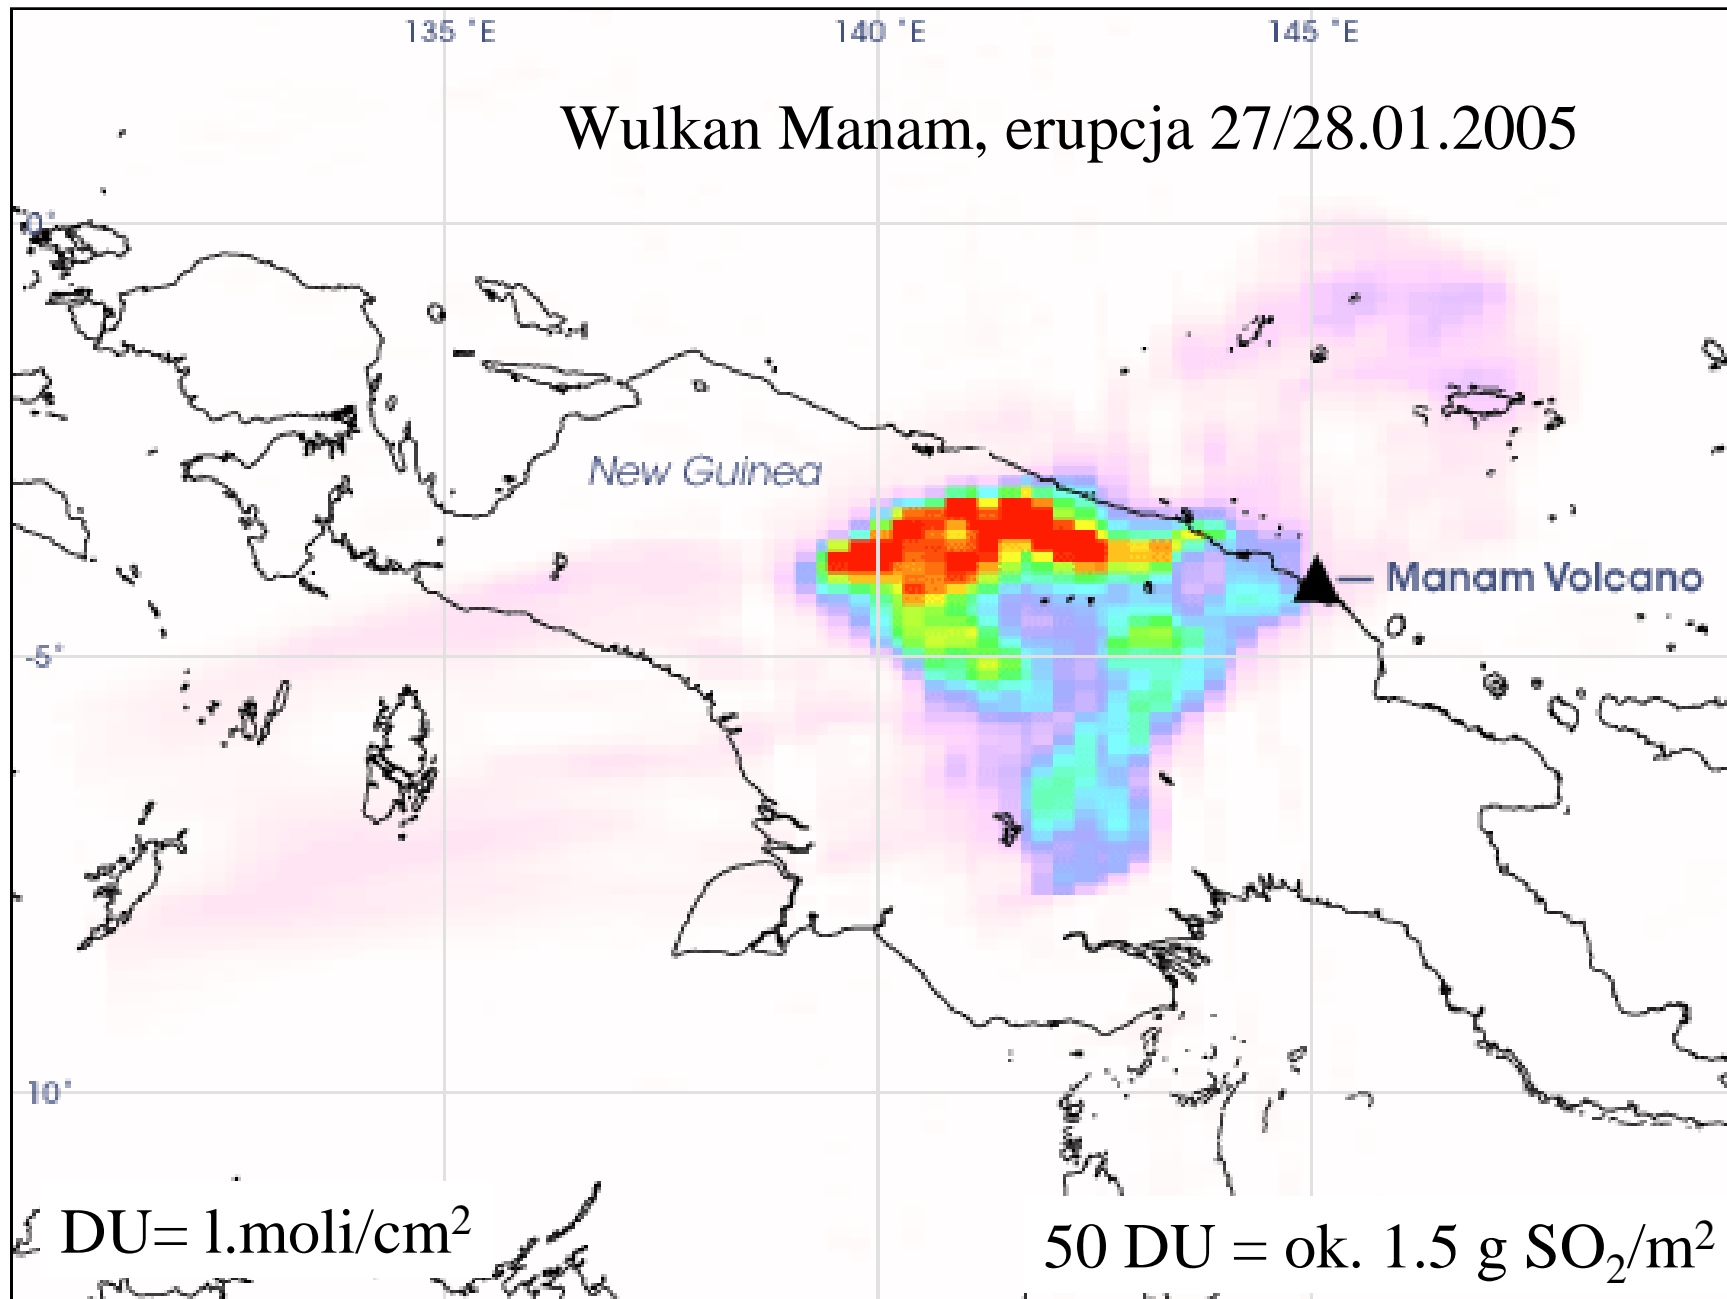 135 °E
140 °E
145 °E
Wulkan Manam, erupcja 27/28.01.2005
0°
New Guinea
Manam Volcano
-5°
10°
DU= l.moli/cm²
50 DU = ok. 1.5 g SO₂/m²